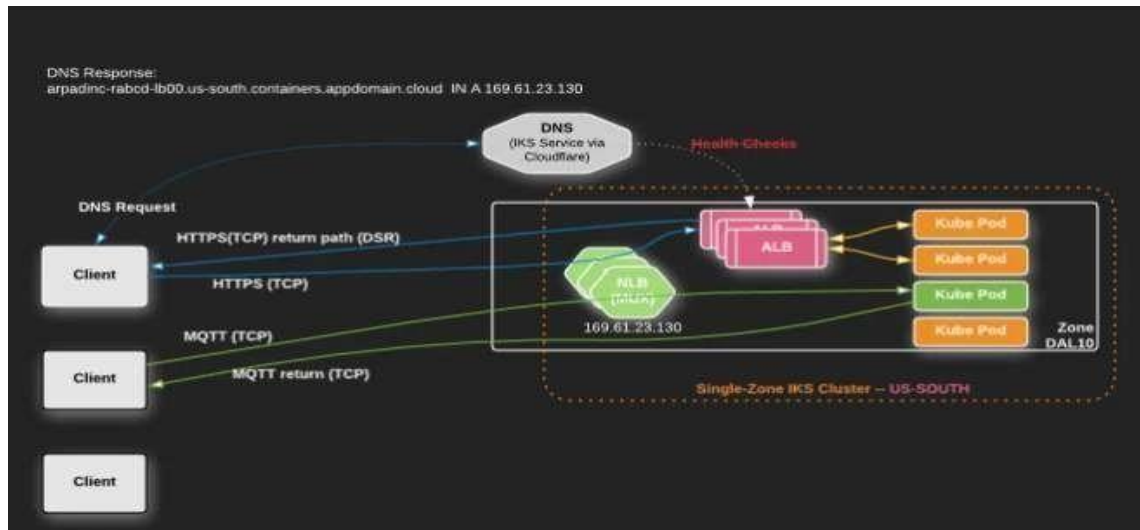 DNS Response:
arpadinc-rabcd-lb00.us-south.containers.appdomain.cloud IN A 169.61.23.130
DNS
(IKS Service via
Cloudflare)
Health Checks
DNS Request
HTTPS(TCP) return path (DSR)
Client
HTTPS (TCP)
ALB
ALB
Kube Pod
Kube Pod
NLB
(MUX)
169.61.23.130
Kube Pod
Kube Pod
Zone
DAL10
MQTT (TCP)
MQTT return (TCP)
Client
Single-Zone IKS Cluster -- US-SOUTH
Client